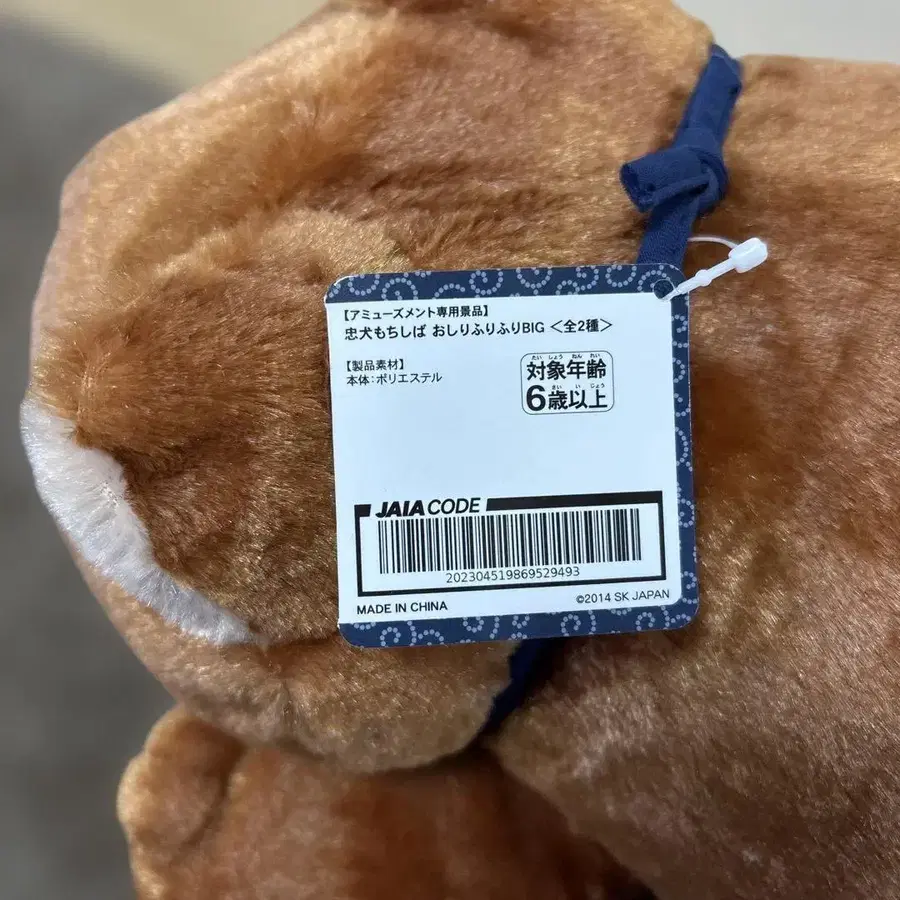 【アミューズメント専用景品】
忠犬もちしば おしりふりふりBIG <全2種>
【製品素材】
本体:ポリエステル
たいしょうねんれい
対象年齢
さいいじょう
6歳以上
JAIA CODE
202304519869529493
MADE IN CHINA
©2014 SK JAPAN